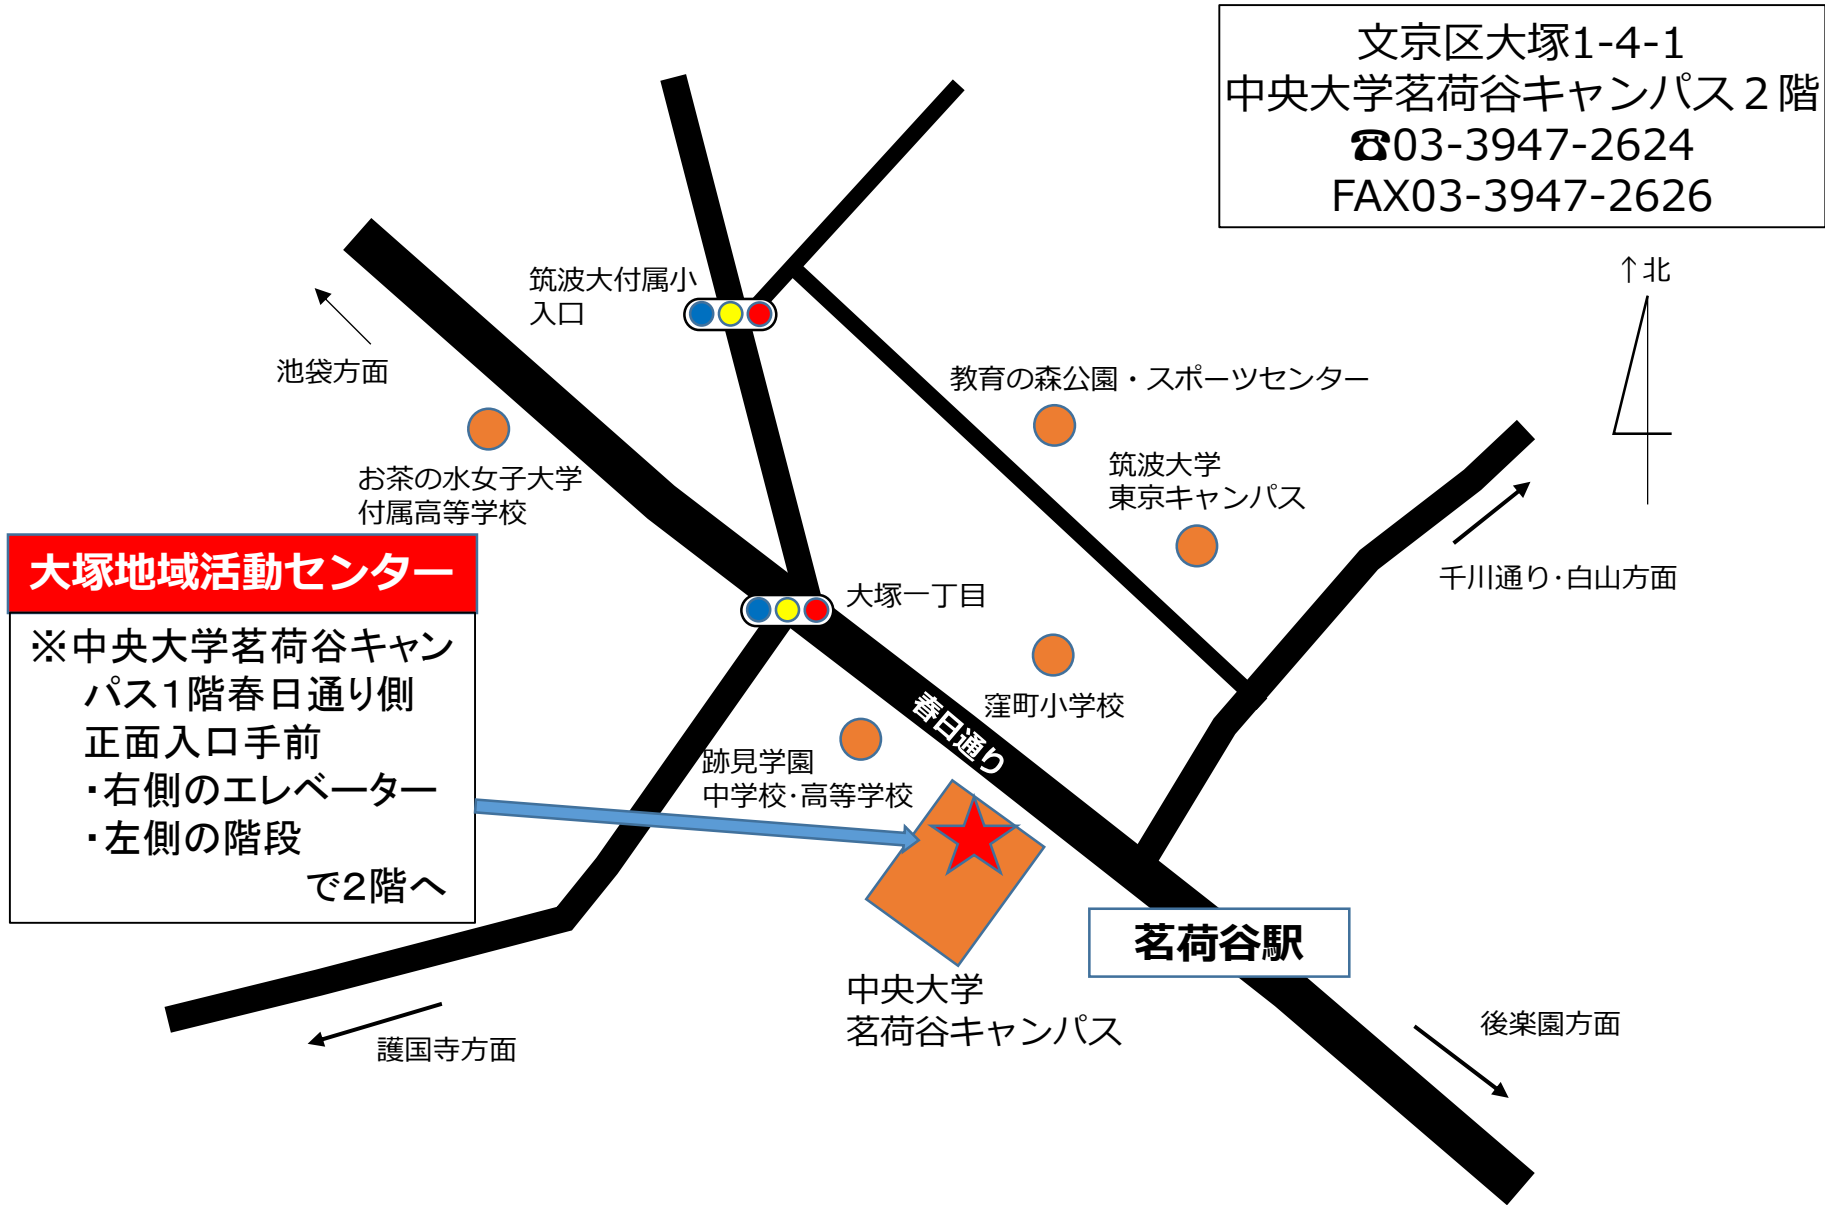 文京区大塚1-4-1
中央大学茗荷谷キャンパス２階
☎03-3947-2624
FAX03-3947-2626
↑北
筑波大付属小
入口
池袋方面
教育の森公園・スポーツセンター
お茶の水女子大学
付属高等学校
筑波大学
東京キャンパス
千川通り・白山方面
大塚地域活動センター
※中央大学茗荷谷キャン
パス1階春日通り側
正面入口手前
・右側のエレベーター
・左側の階段
で2階へ
大塚一丁目
窪町小学校
春日通り
跡見学園
中学校・高等学校
茗荷谷駅
中央大学
茗荷谷キャンパス
護国寺方面
後楽園方面